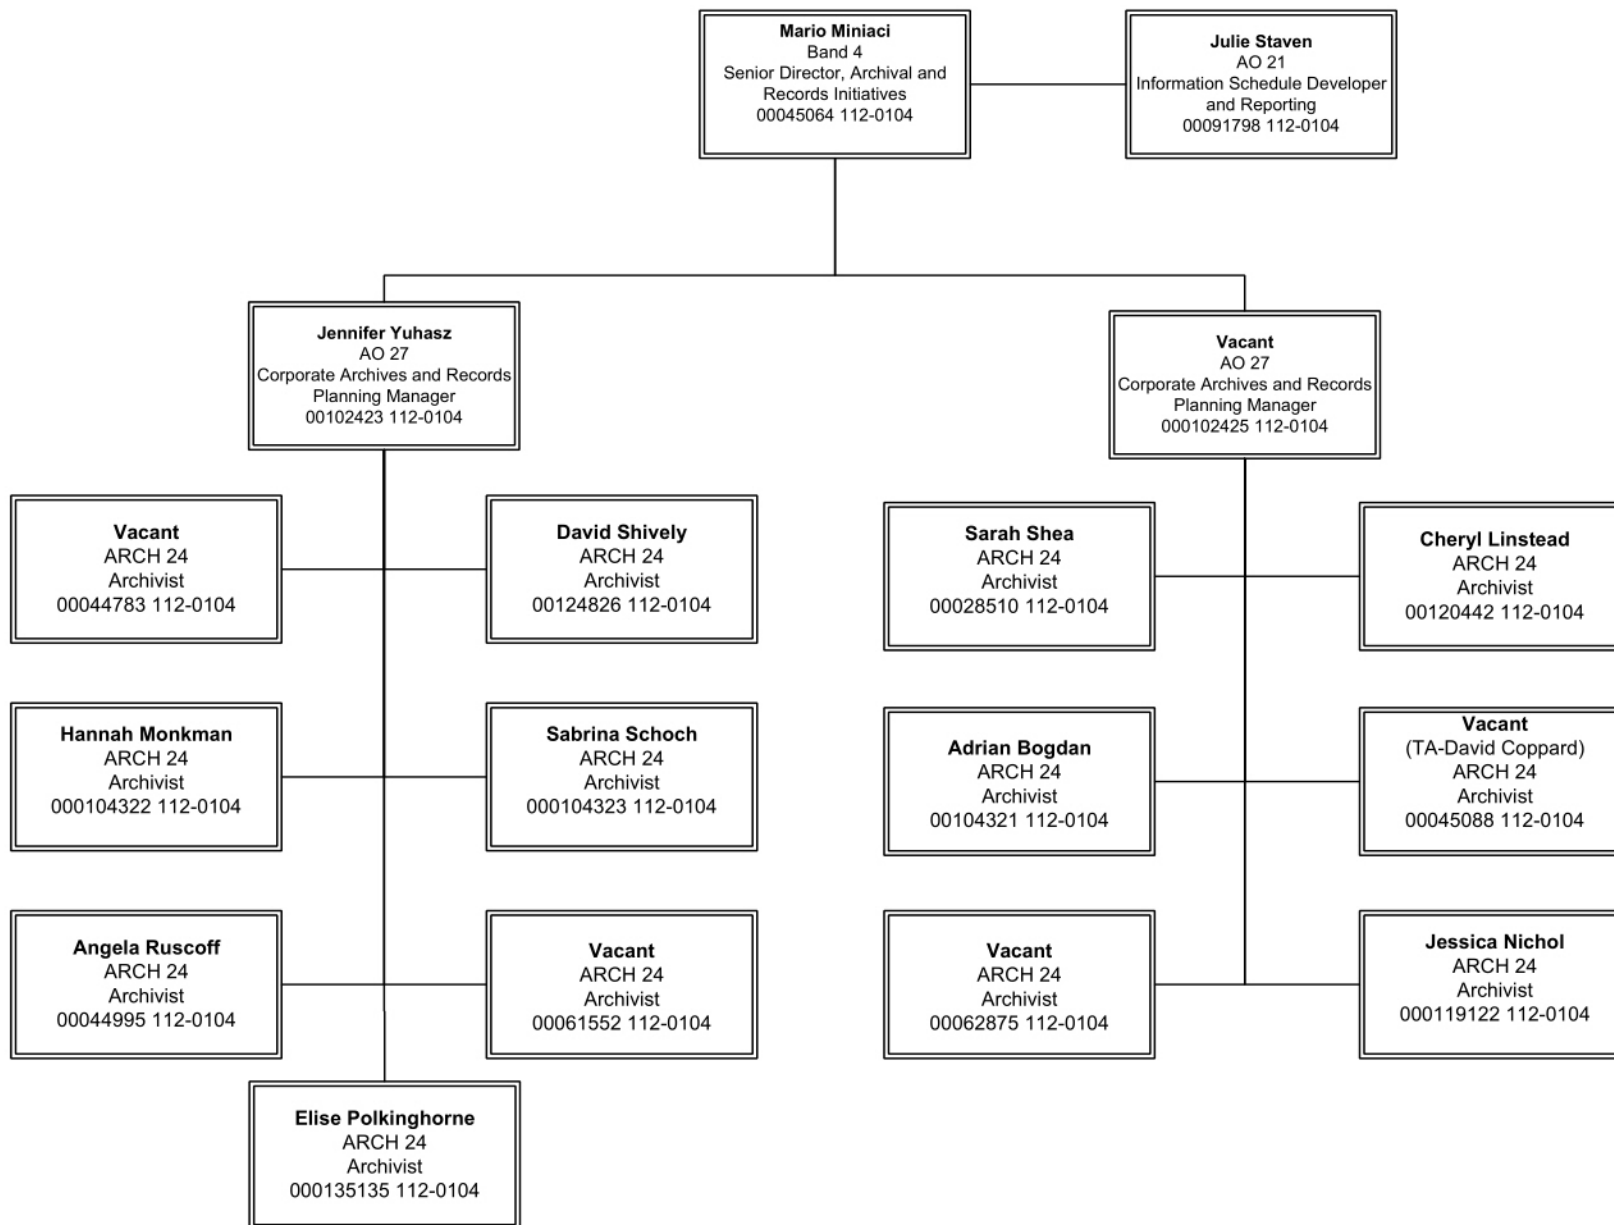 Mario Miniaci
Band 4
Senior Director, Archival and
Records Initiatives
00045064 112-0104
Julie Staven
AO 21
Information Schedule Developer
and Reporting
00091798 112-0104
Jennifer Yuhasz
AO 27
Corporate Archives and Records
Planning Manager
00102423 112-0104
Vacant
AO 27
Corporate Archives and Records
Planning Manager
000102425 112-0104
Vacant
ARCH 24
Archivist
00044783 112-0104
David Shively
ARCH 24
Archivist
00124826 112-0104
Sarah Shea
ARCH 24
Archivist
00028510 112-0104
Cheryl Linstead
ARCH 24
Archivist
00120442 112-0104
Hannah Monkman
ARCH 24
Archivist
000104322 112-0104
Sabrina Schoch
ARCH 24
Archivist
000104323 112-0104
Adrian Bogdan
ARCH 24
Archivist
00104321 112-0104
Vacant
(TA-David Coppard)
ARCH 24
Archivist
00045088 112-0104
Angela Ruscoff
ARCH 24
Archivist
00044995 112-0104
Vacant
ARCH 24
Archivist
00061552 112-0104
Vacant
ARCH 24
Archivist
00062875 112-0104
Jessica Nichol
ARCH 24
Archivist
000119122 112-0104
Elise Polkinghorne
ARCH 24
Archivist
000135135 112-0104